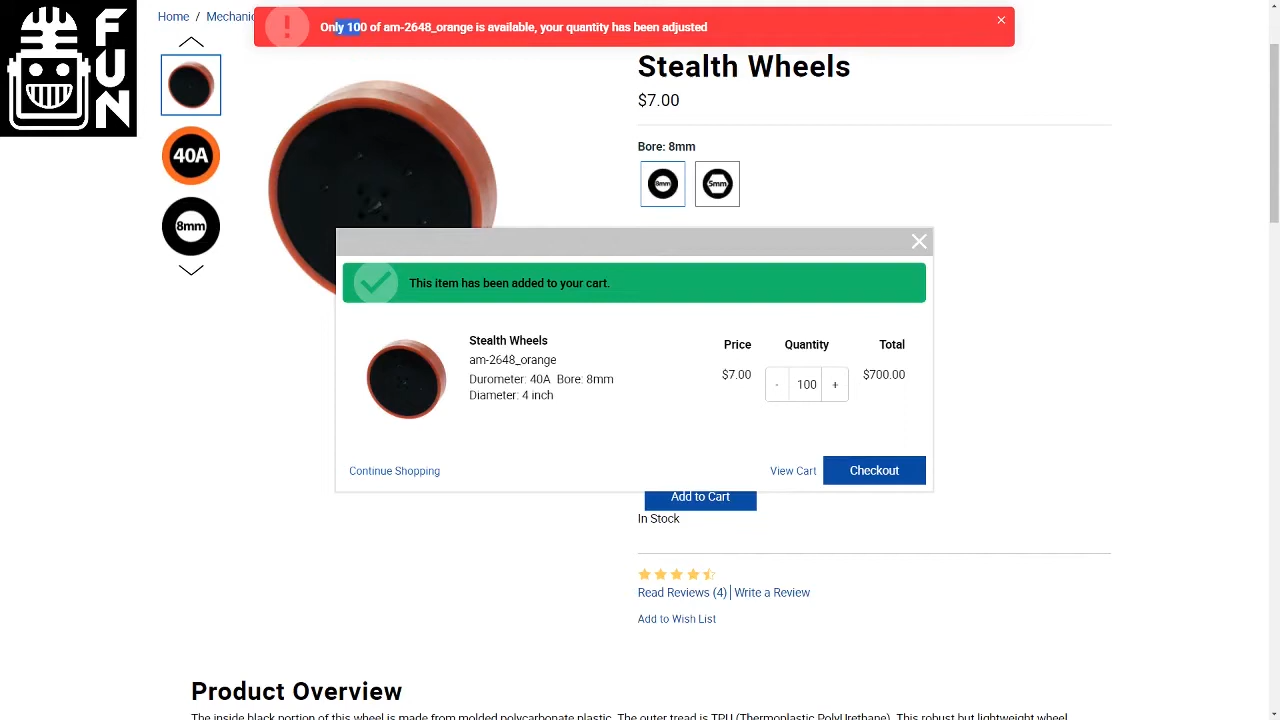 Home / Mechanic
Only 100 of am-2648_orange is available, your quantity has been adjusted
FUN
Stealth Wheels
$7.00
Bore: 8mm
8mm
5mm
40A
8mm
This item has been added to your cart.
Stealth Wheels
am-2648_orange
Durometer: 40A Bore: 8mm
Diameter: 4 inch
Price Quantity Total
$7.00 - 100 + $700.00
Continue Shopping View Cart Checkout
Add to Cart
In Stock
Read Reviews (4) | Write a Review
Add to Wish List
Product Overview
The inside black portion of this wheel is made from molded polycarbonate plastic. The outer tread is TPU (Thermoplastic PolyUrethane). This robust but lightweight wheel